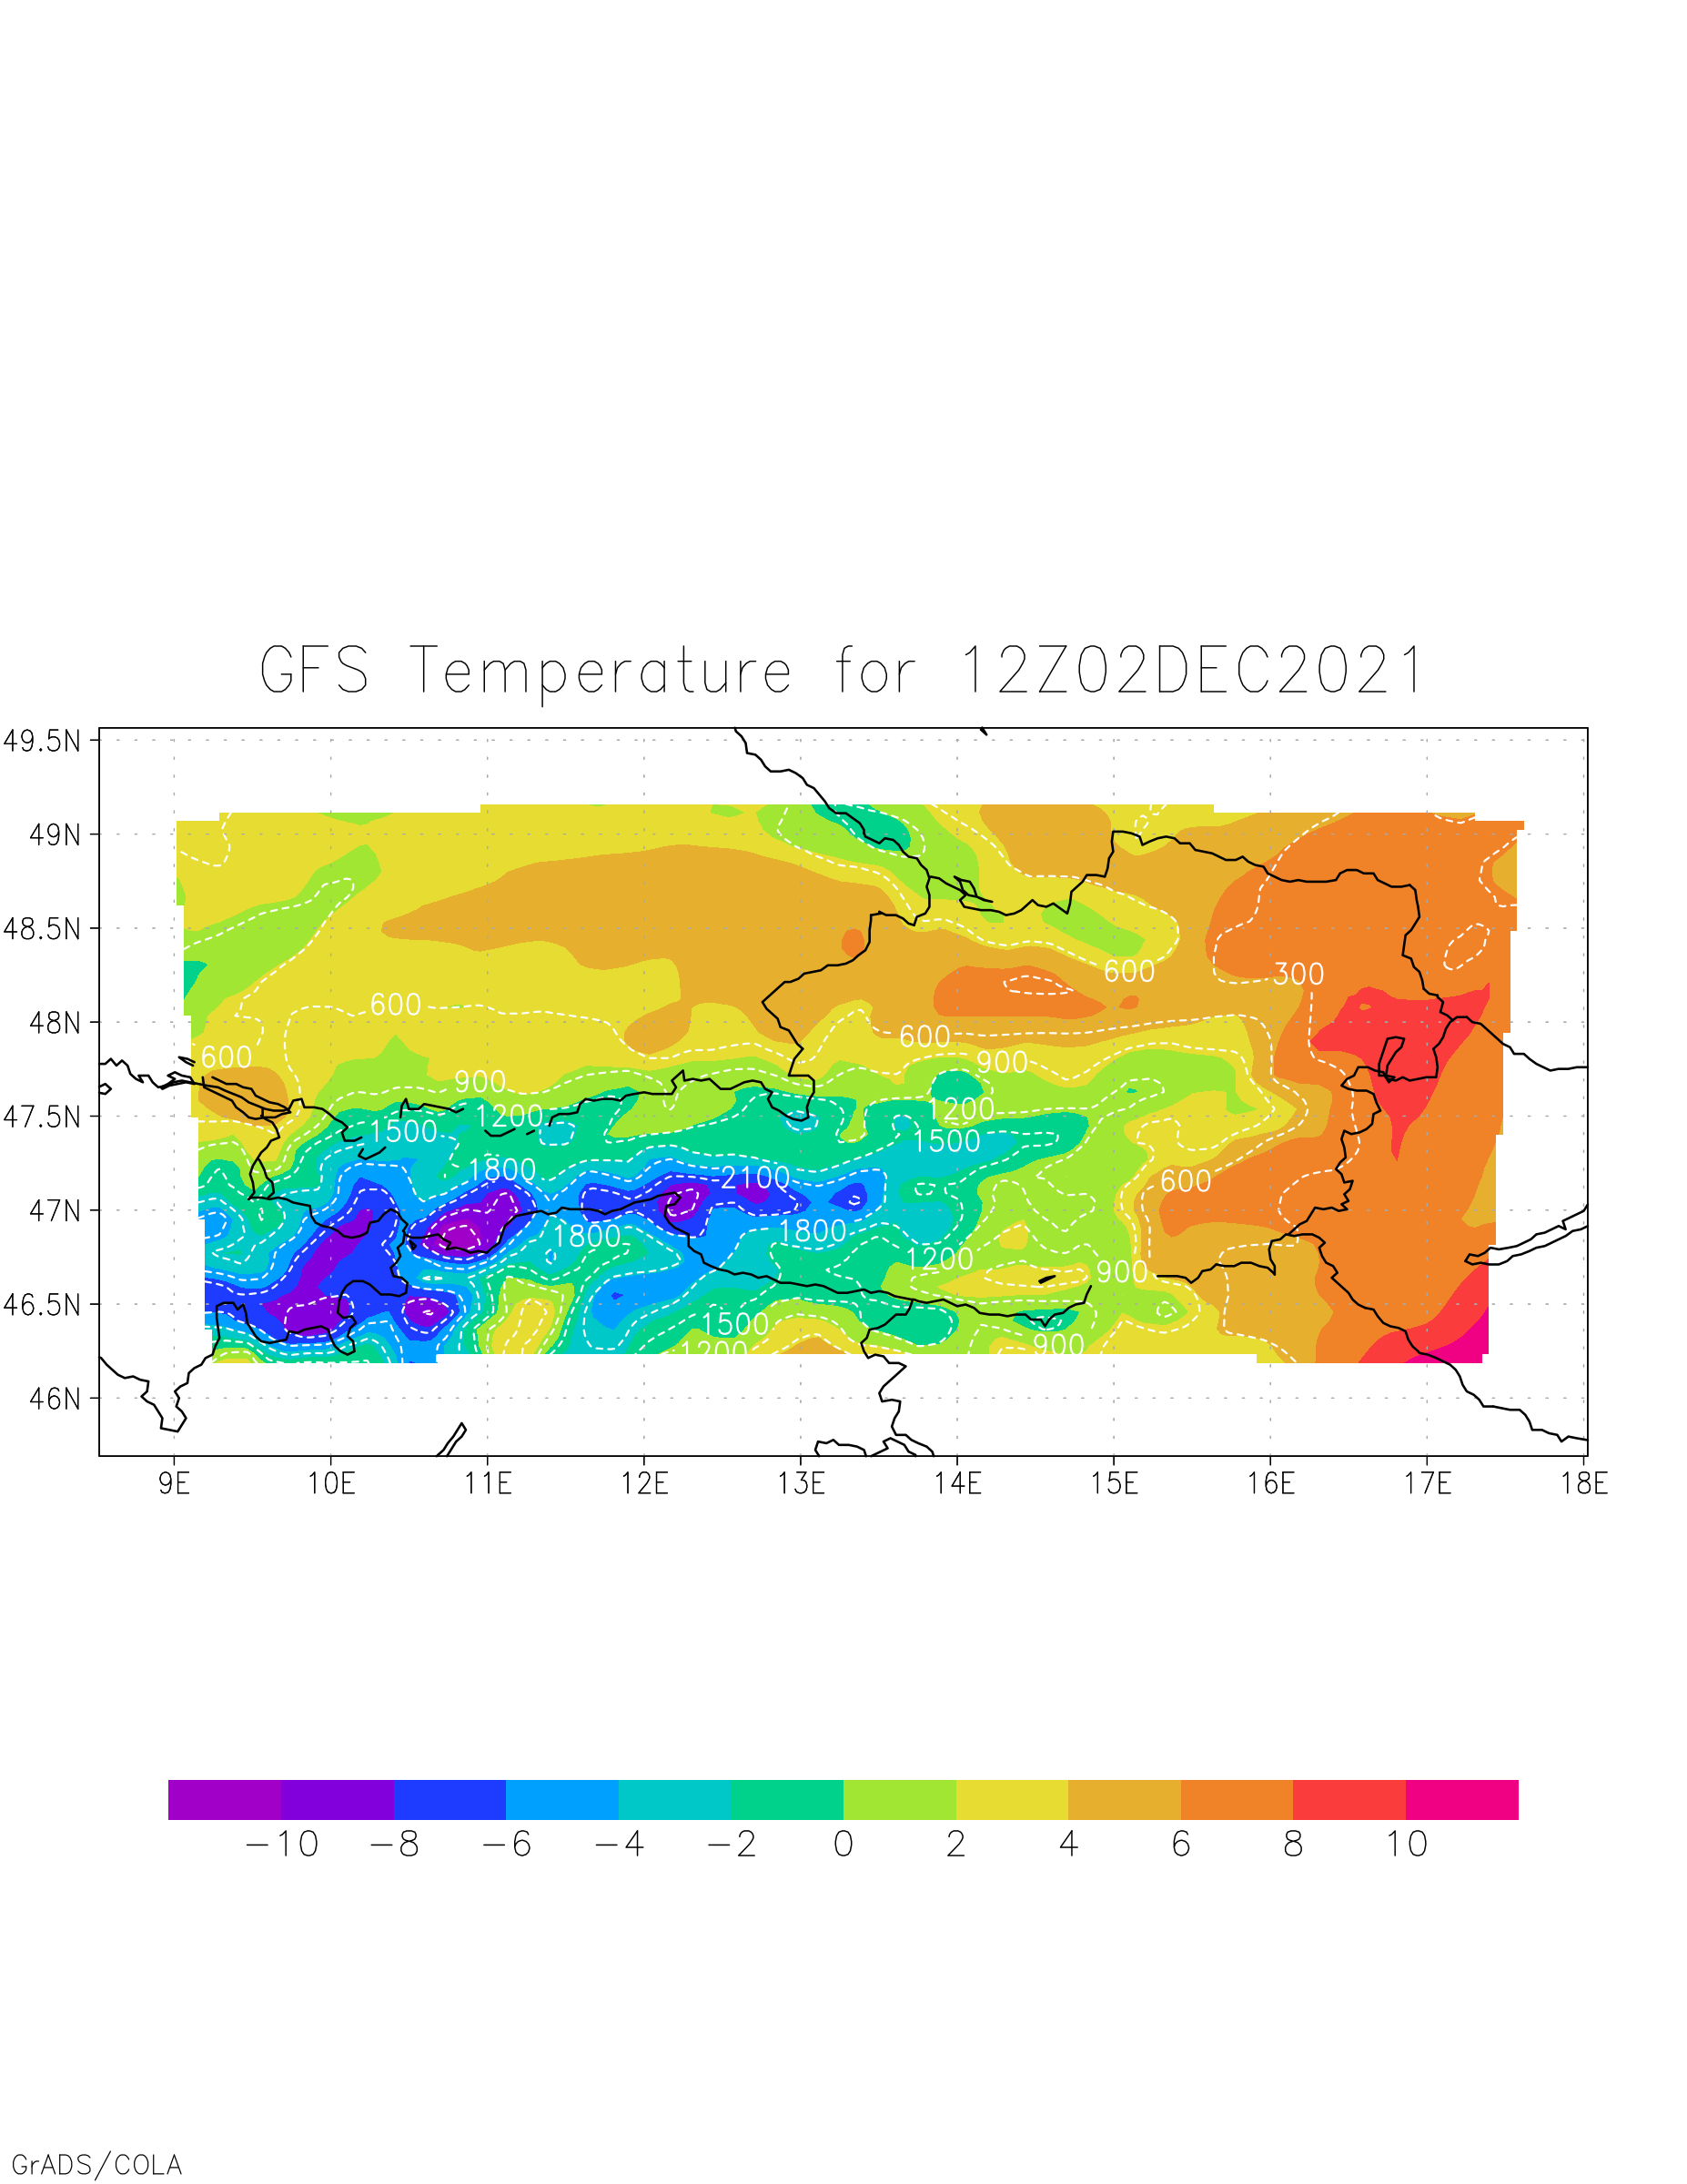 GFS Temperature for 12Z02DEC2021
49.5N
49N
48.5N
48N
47.5N
47N
46.5N
46N
600
300
600
600
600
900
900
1200
1200
1500
1500
1800
2100
600
1800
1800
1200
900
1500
900
1200
9E 10E 11E 12E 13E 14E 15E 16E 17E 18E
−10 −8 −6 −4 −2 0 2 4 6 8 10
GrADS/COLA